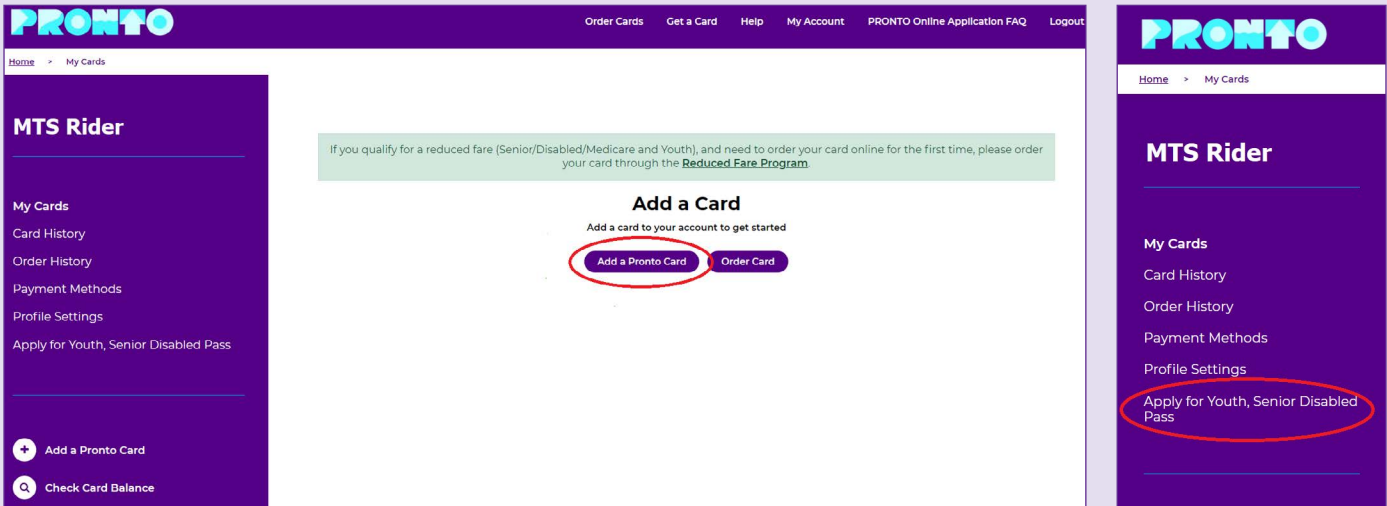 PRONTO
Order Cards Get a Card Help My Account PRONTO Online Application FAQ Logout
Home > My Cards
MTS Rider
My Cards
Card History
Order History
Payment Methods
Profile Settings
Apply for Youth, Senior Disabled Pass
Add a Pronto Card
Check Card Balance
If you qualify for a reduced fare (Senior/Disabled/Medicare and Youth), and need to order your card online for the first time, please order
your card through the Reduced Fare Program.
Add a Card
Add a card to your account to get started
Add a Pronto Card Order Card
PRONTO
Home > My Cards
MTS Rider
My Cards
Card History
Order History
Payment Methods
Profile Settings
Apply for Youth, Senior Disabled
Pass